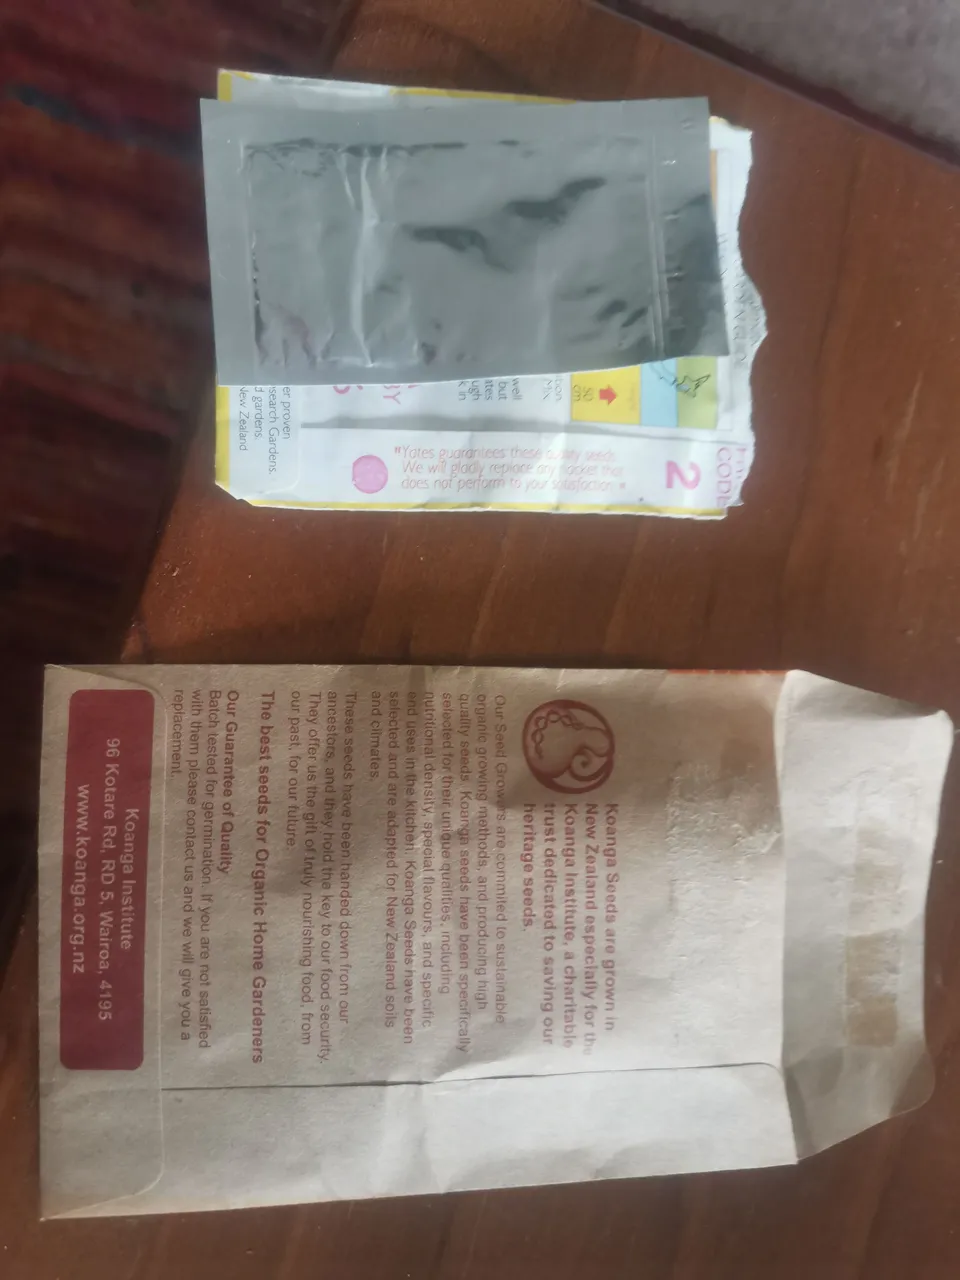 er proven
search Gardens.
d gardens.
New Zealand
well
but
ates
ugh
k in
50
cm
BY
"Yates guarantees these quality seeds.
We will gladly replace any packet that
does not perform to your satisfaction."
2
CODE
Koanga Seeds are grown in
New Zealand especially for the
Koanga Institute, a charitable
trust dedicated to saving our
heritage seeds.
Our Seed Growers are commited to sustainable
organic growing methods, and producing high
quality seeds. Koanga seeds have been specifically
selected for their unique qualities, including
nutritional density, special flavours, and specific
end uses in the kitchen. Koanga Seeds have been
selected and are adapted for New Zealand soils
and climates.
These seeds have been handed down from our
ancestors, and they hold the key to our food security.
They offer us the gift of truly nourishing food, from
our past, for our future.
The best seeds for Organic Home Gardeners
Our Guarantee of Quality
Batch tested for germination. If you are not satisfied
with them please contact us and we will give you a
replacement.
Koanga Institute
96 Kotare Rd, RD 5, Wairoa, 4195
www.koanga.org.nz